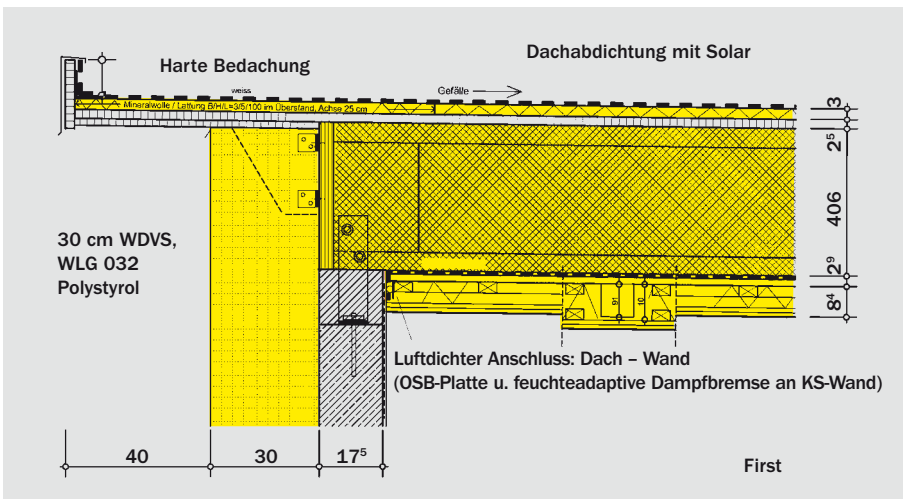 Dachabdichtung mit Solar
Harte Bedachung
weiss
Gefälle
Mineralwolle / Lattung B/H/L=3/5/100 im Überstand, Achse 25 cm
3
2⁵
406
2⁹
8⁴
30 cm WDVS,
WLG 032
Polystyrol
91
10
Luftdichter Anschluss: Dach – Wand
(OSB-Platte u. feuchteadaptive Dampfbremse an KS-Wand)
40
30
17⁵
First